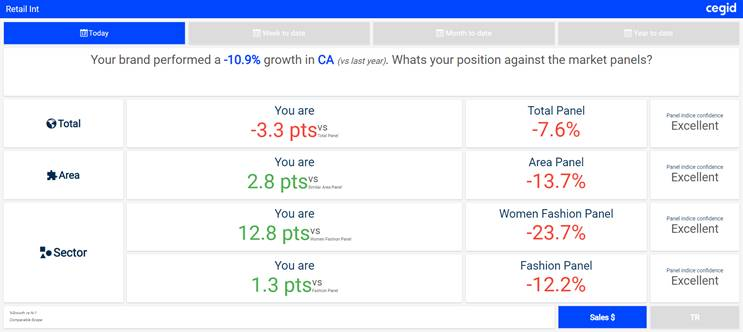 Retail Int
cegid
Today
Week to date
Month to date
Year to date
Your brand performed a -10.9% growth in CA (vs last year). Whats your position against the market panels?
Total
You are
-3.3 pts vs Total Panel
Total Panel
-7.6%
Panel indice confidence
Excellent
Area
You are
2.8 pts vs Similar Area Panel
Area Panel
-13.7%
Panel indice confidence
Excellent
Sector
You are
12.8 pts vs Women Fashion Panel
Women Fashion Panel
-23.7%
Panel indice confidence
Excellent
You are
1.3 pts vs Fashion Panel
Fashion Panel
-12.2%
Panel indice confidence
Excellent
%Growth vs N-1
Comparable Scope
Sales $
TR